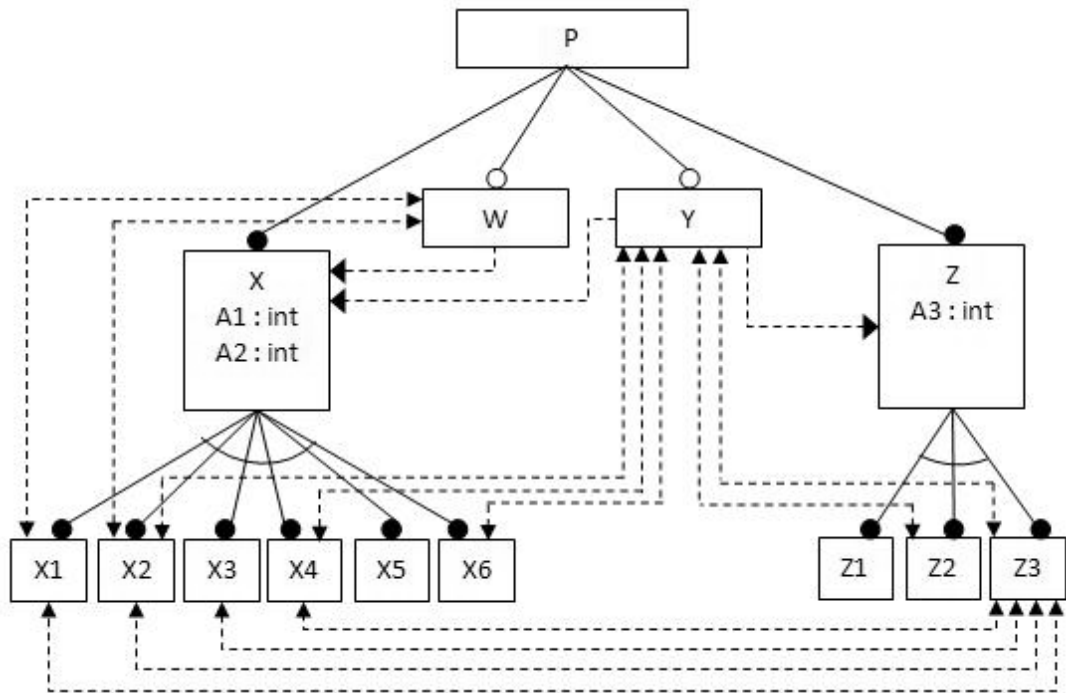 P
W
Y
X
A1 : int
A2 : int
Z
A3 : int
X1
X2
X3
X4
X5
X6
Z1
Z2
Z3